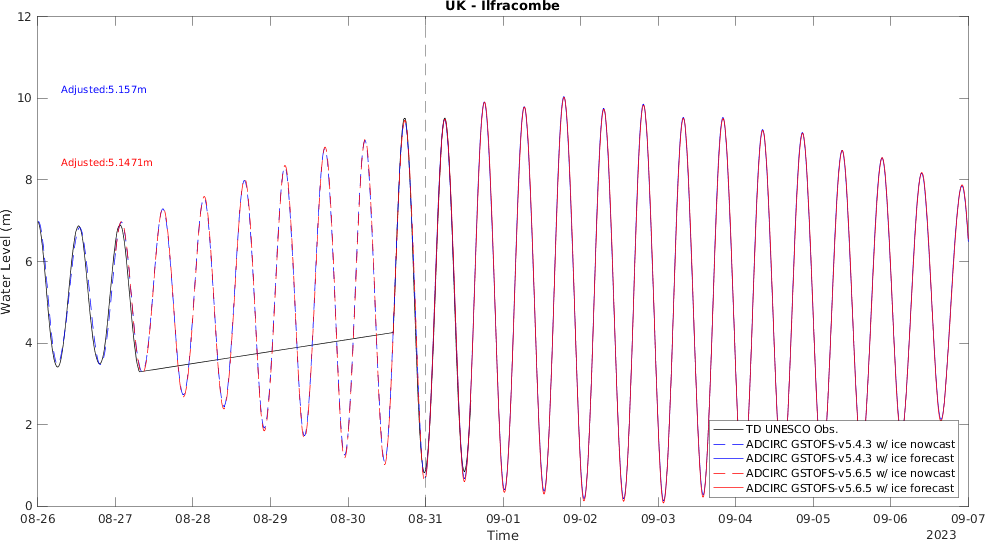 UK - Ilfracombe
12
10
8
6
4
2
0
Water Level (m)
Adjusted:5.157m
Adjusted:5.1471m
TD UNESCO Obs.
ADCIRC GSTOFS-v5.4.3 w/ ice nowcast
ADCIRC GSTOFS-v5.4.3 w/ ice forecast
ADCIRC GSTOFS-v5.6.5 w/ ice nowcast
ADCIRC GSTOFS-v5.6.5 w/ ice forecast
08-26 08-27 08-28 08-29 08-30 08-31 09-01 09-02 09-03 09-04 09-05 09-06 09-07
Time
2023